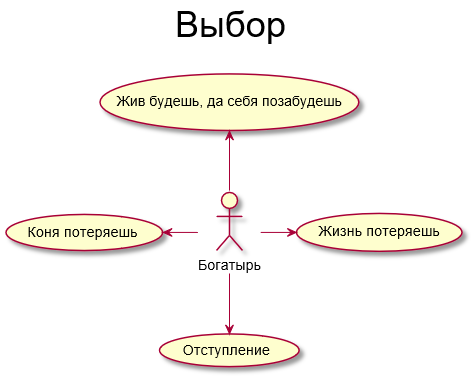 Выбор
Жив будешь, да себя позабудешь
Коня потеряешь
Жизнь потеряешь
Богатырь
Отступление